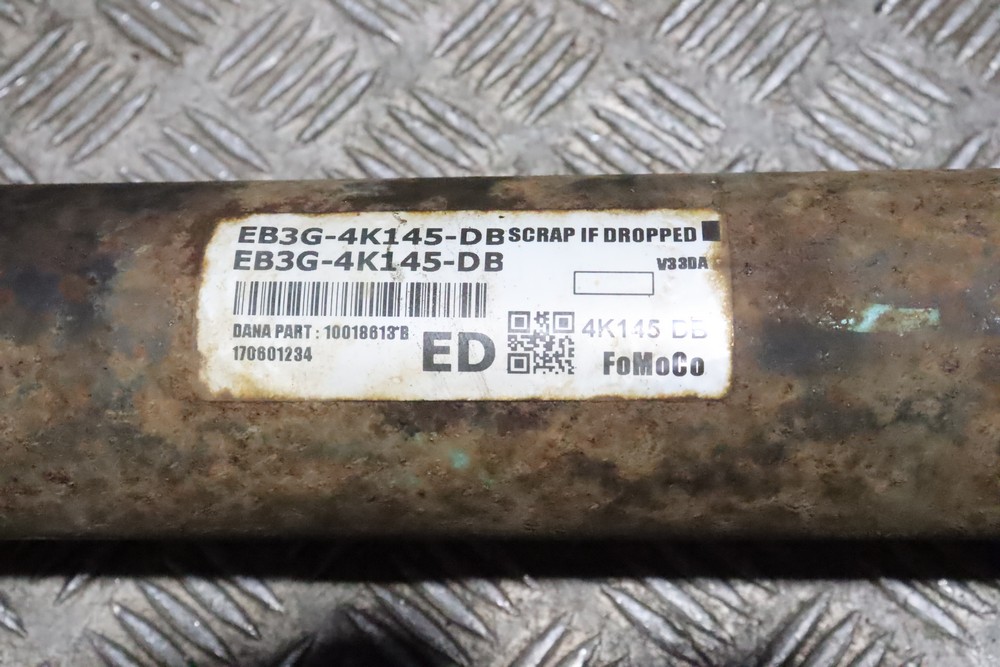 EB3G-4K145-DB SCRAP IF DROPPED
EB3G-4K145-DB
V33DA
DANA PART : 10018613 B
170601234
ED
4K145 DB
FoMoCo